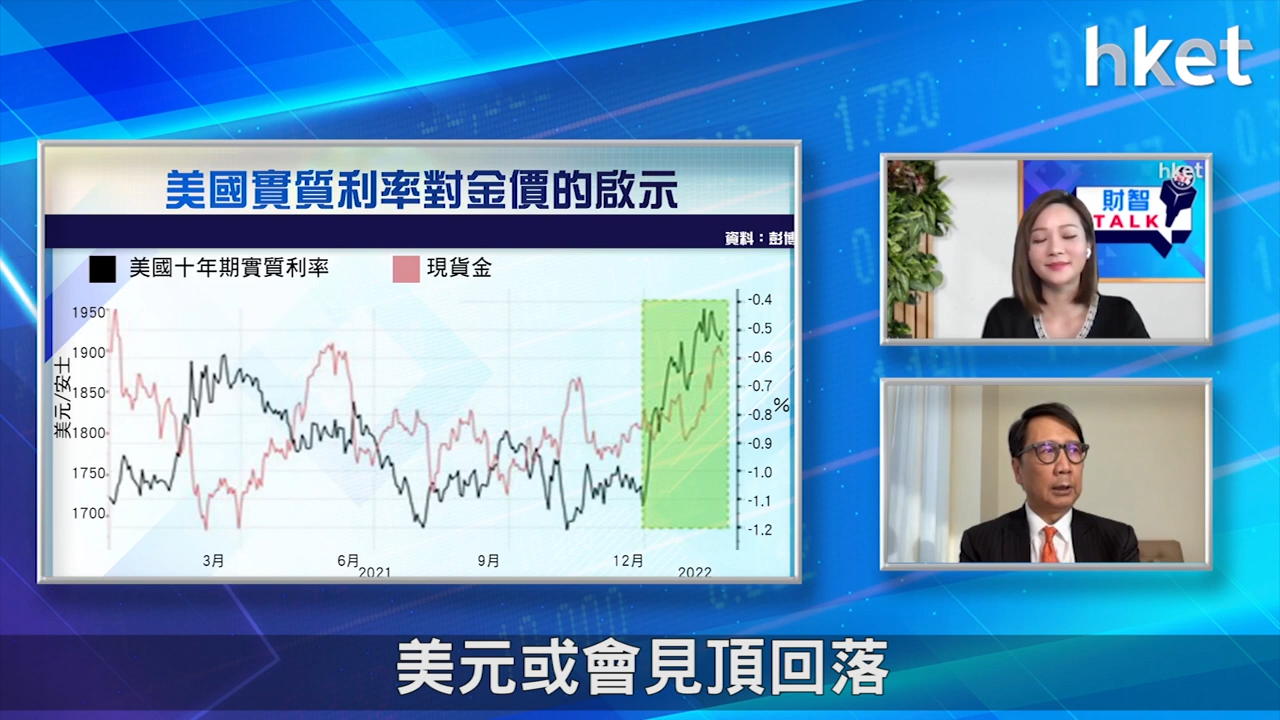 hket
美國實質利率對金價的啟示
資料：彭博
美國十年期實質利率
現貨金
1950
1900
1850
1800
1750
1700
美元/安士
-0.4
-0.5
-0.6
-0.7
-0.8
-0.9
-1.0
-1.1
-1.2
%
3月
6月
9月
12月
2021
2022
hket
財智
TALK
1.720
美元或會見頂回落